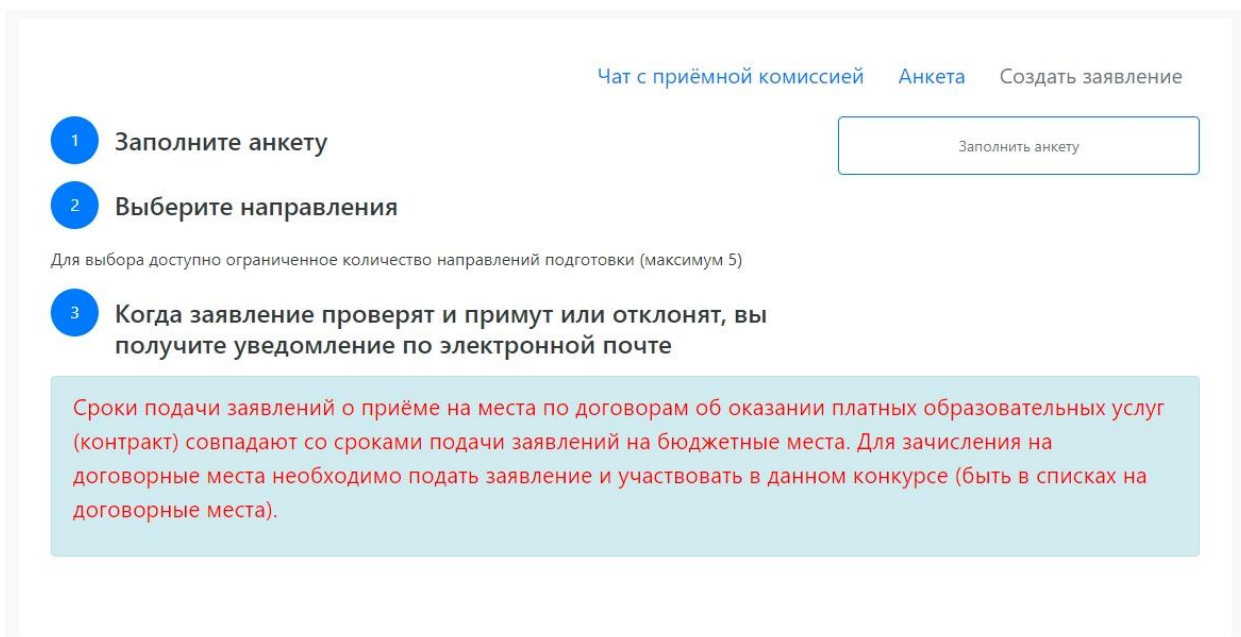 Чат с приёмной комиссией Анкета Создать заявление
1 Заполните анкету
Заполнить анкету
2 Выберите направления
Для выбора доступно ограниченное количество направлений подготовки (максимум 5)
3 Когда заявление проверят и примут или отклонят, вы
получите уведомление по электронной почте
Сроки подачи заявлений о приёме на места по договорам об оказании платных образовательных услуг
(контракт) совпадают со сроками подачи заявлений на бюджетные места. Для зачисления на
договорные места необходимо подать заявление и участвовать в данном конкурсе (быть в списках на
договорные места).